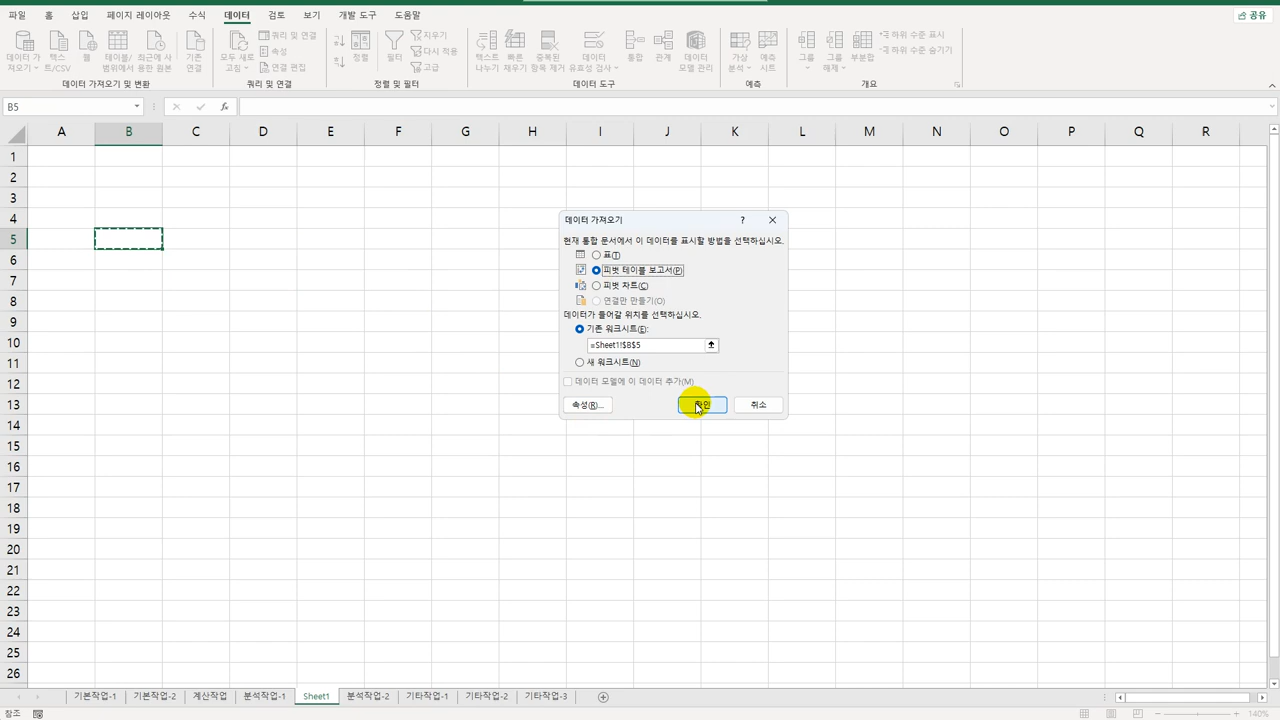 파일 홈 삽입 페이지 레이아웃 수식 데이터 검토 보기 개발 도구 도움말 공유
데이터 가져오기
텍스트/CSV
웹
테이블/범위에서
최근에 사용한 원본
기존 연결
모두 새로 고침
쿼리 및 연결
속성
연결 편집
정렬
필터
지우기
다시 적용
고급
텍스트 나누기
빠른 채우기
중복된 항목 제거
데이터 유효성 검사
통합
관계
데이터 모델 관리
가상 분석
예측 시트
그룹
그룹 해제
부분합
하위 수준 표시
하위 수준 숨기기
데이터 가져오기 및 변환 쿼리 및 연결 정렬 및 필터 데이터 도구 예측 개요
B5 fx
A B C D E F G H I J K L M N O P Q R
1
2
3
4
5
6
7
8
9
10
11
12
13
14
15
16
17
18
19
20
21
22
23
24
25
26
데이터 가져오기 ?
현재 통합 문서에서 이 데이터를 표시할 방법을 선택하십시오.
표(T)
피벗 테이블 보고서(P)
피벗 차트(C)
연결만 만들기(O)
데이터가 들어갈 위치를 선택하십시오.
기존 워크시트(E):
=Sheet1!$B$5
새 워크시트(N)
데이터 모델에 이 데이터 추가(M)
속성(R)... 확인 취소
기본작업-1 기본작업-2 계산작업 분석작업-1 Sheet1 분석작업-2 기타작업-1 기타작업-2 기타작업-3
참조 140%